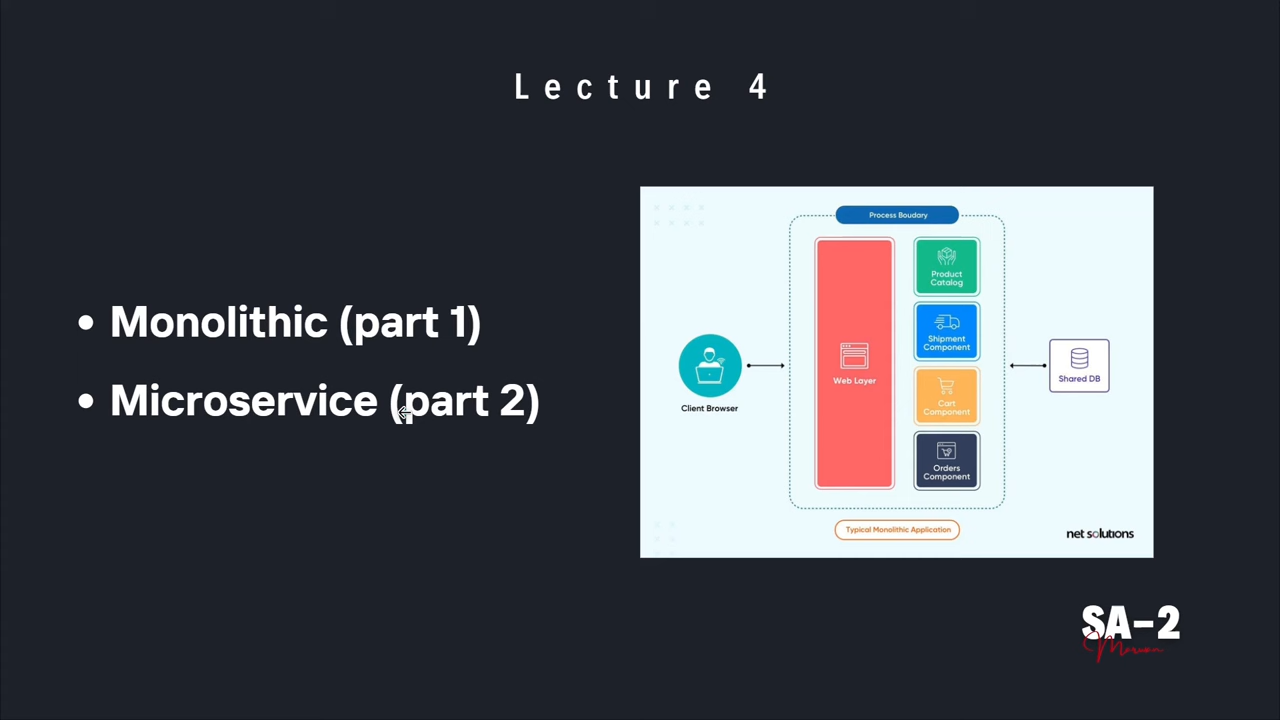 Lecture 4
• Monolithic (part 1)
• Microservice (part 2)
Process Boudary
Product
Catalog
Shipment
Component
Web Layer
Shared DB
Client Browser
Cart
Component
Orders
Component
Typical Monolithic Application
net solutions
SA-2
Marwan